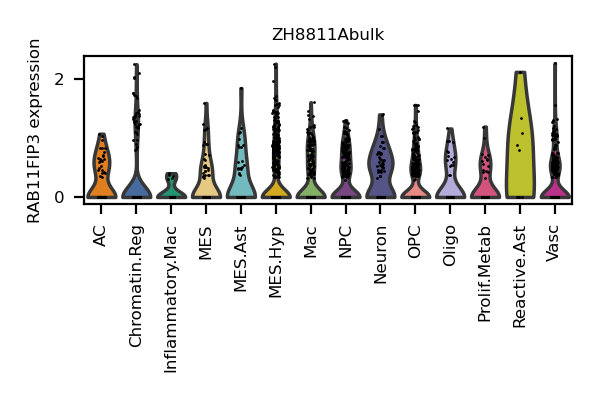 ZH8811Abulk
RAB11FIP3 expression
2
0
AC
Chromatin.Reg
Inflammatory.Mac
MES
MES.Ast
MES.Hyp
Mac
NPC
Neuron
OPC
Oligo
Prolif.Metab
Reactive.Ast
Vasc